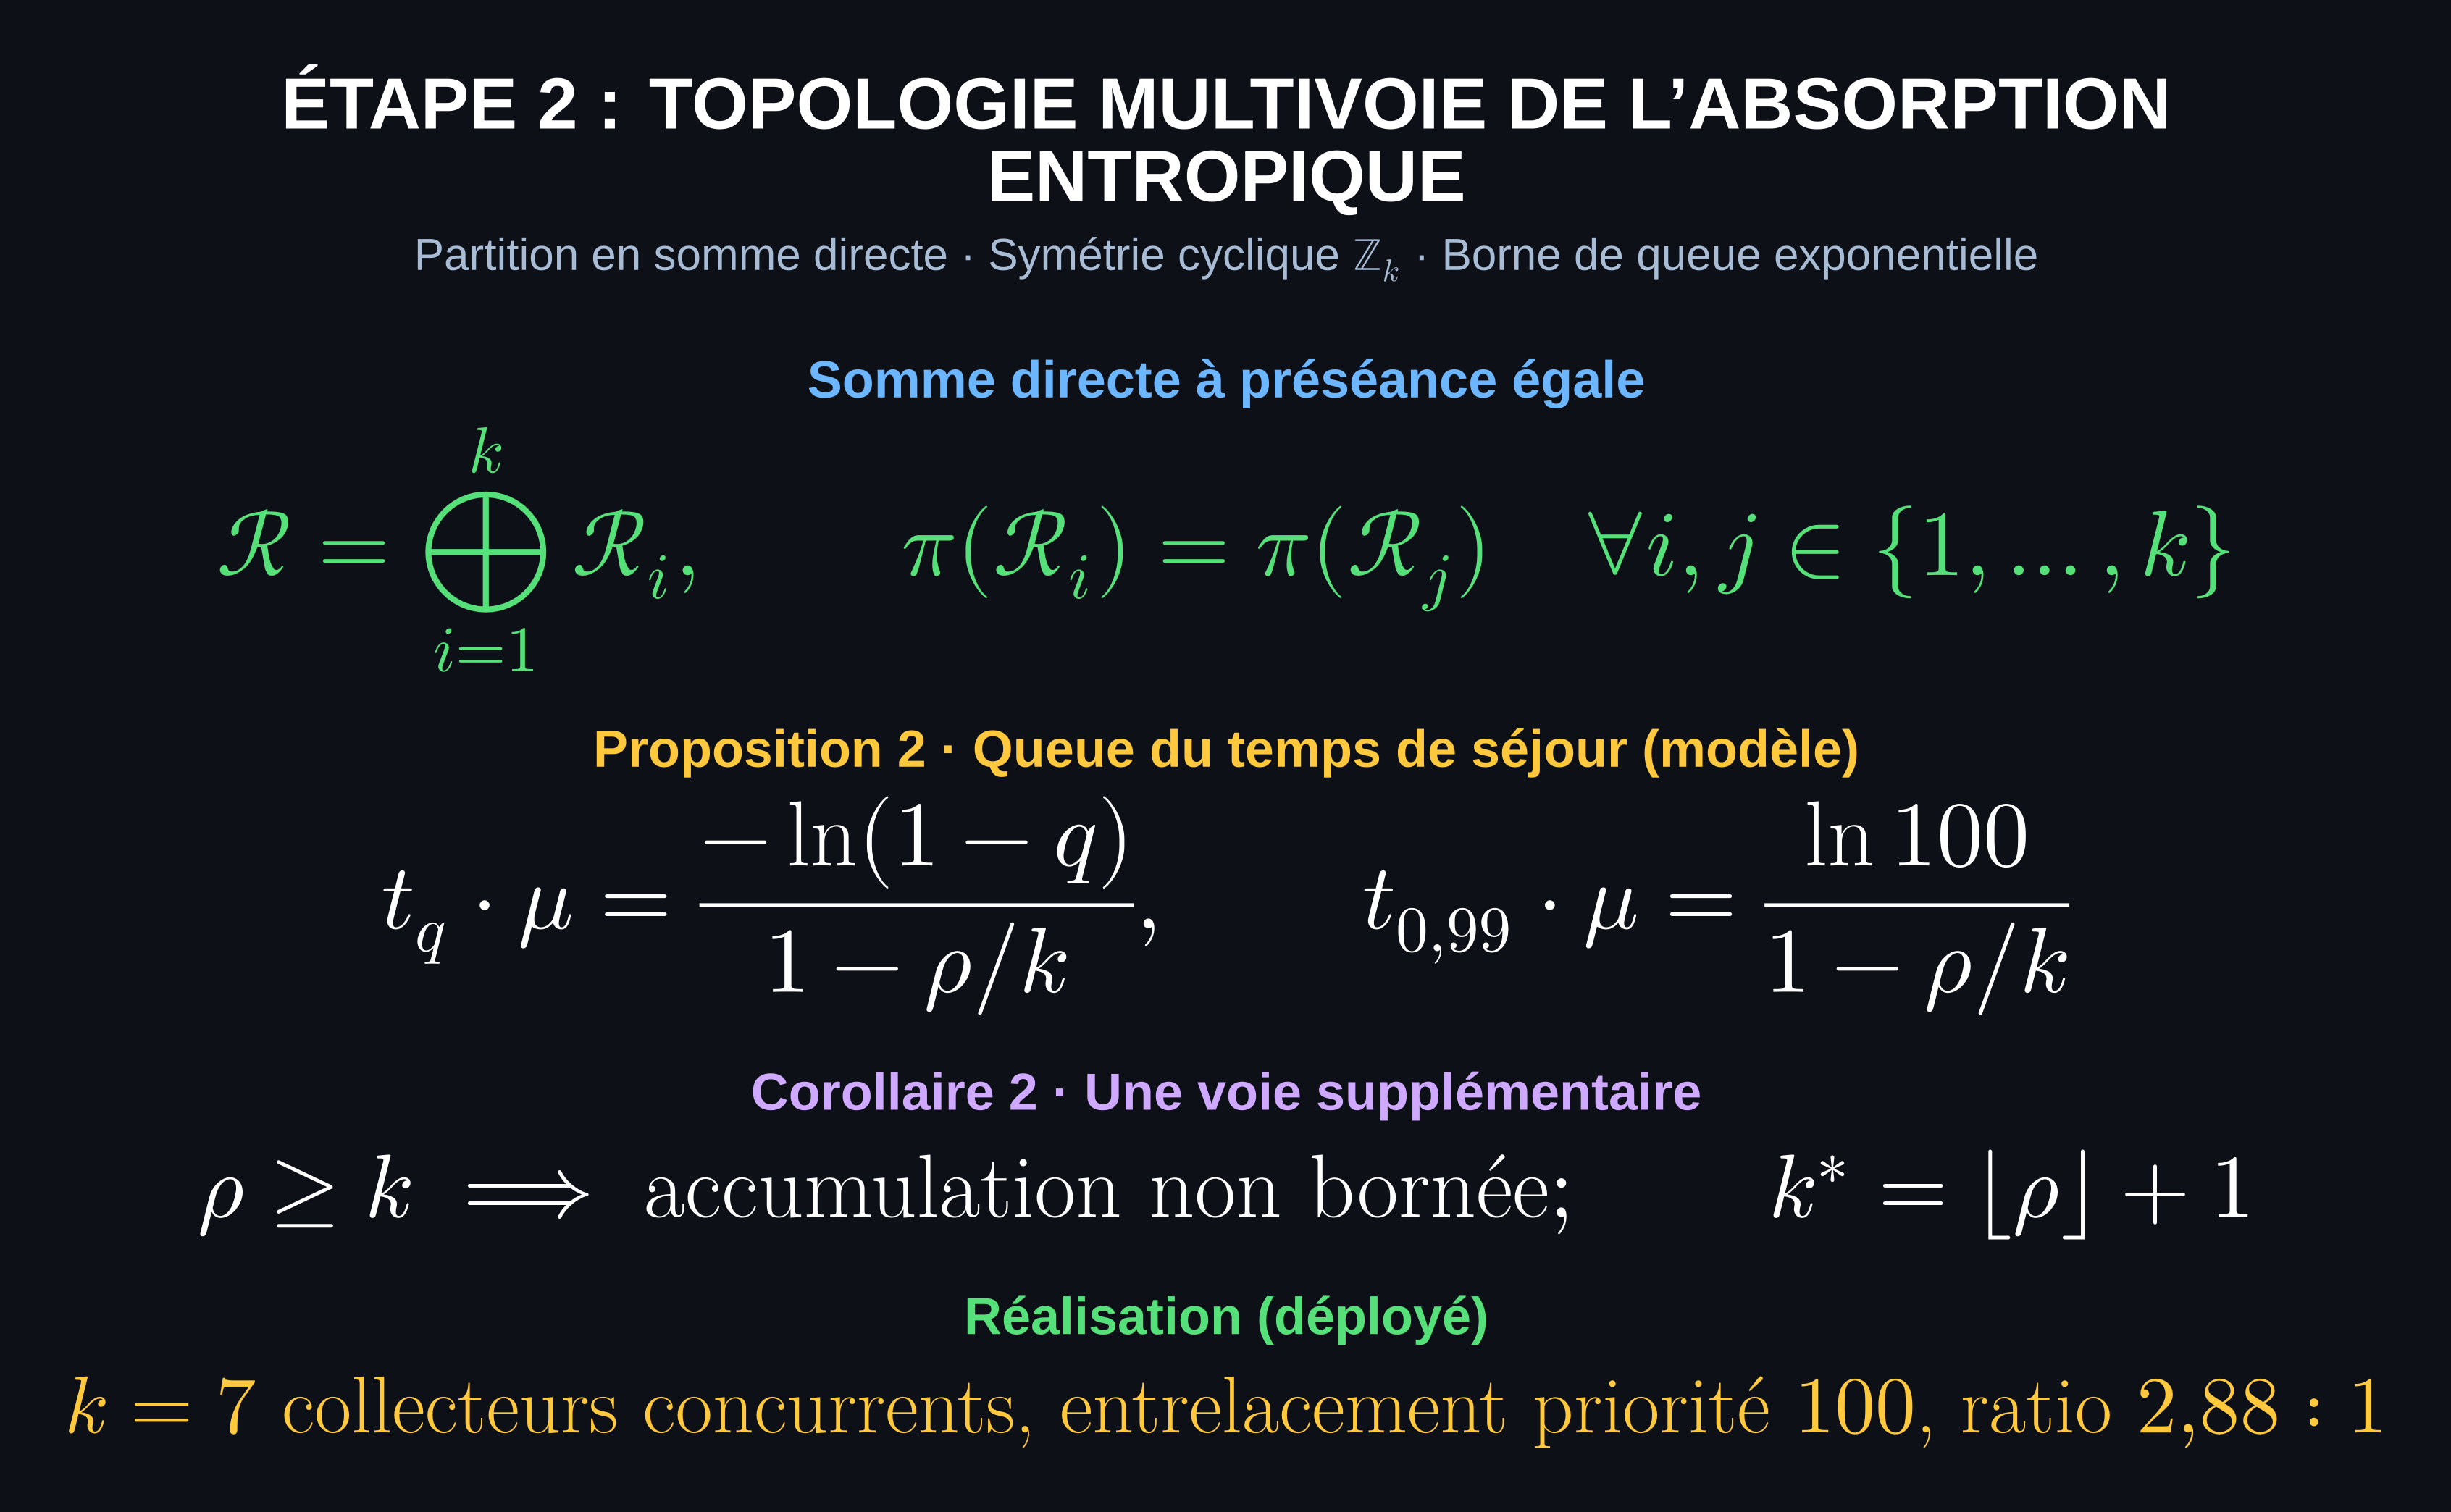 ÉTAPE 2 : TOPOLOGIE MULTIVOIE DE L’ABSORPTION
ENTROPIQUE
Partition en somme directe · Symétrie cyclique ℤ_k · Borne de queue exponentielle
Somme directe à préséance égale
ℛ = ⨁_{i=1}^{k} ℛ_i, π(ℛ_i) = π(ℛ_j) ∀i, j ∈ {1, ... , k}
Proposition 2 · Queue du temps de séjour (modèle)
t_q · μ = \frac{− ln(1 − q)}{1 − ρ/k}, t_{0,99} · μ = \frac{ln 100}{1 − ρ/k}
Corollaire 2 · Une voie supplémentaire
ρ ≥ k ⟹ accumulation non bornée; k* = ⌊ρ⌋ + 1
Réalisation (déployé)
k = 7 collecteurs concurrents, entrelacement priorité 100, ratio 2,88 : 1